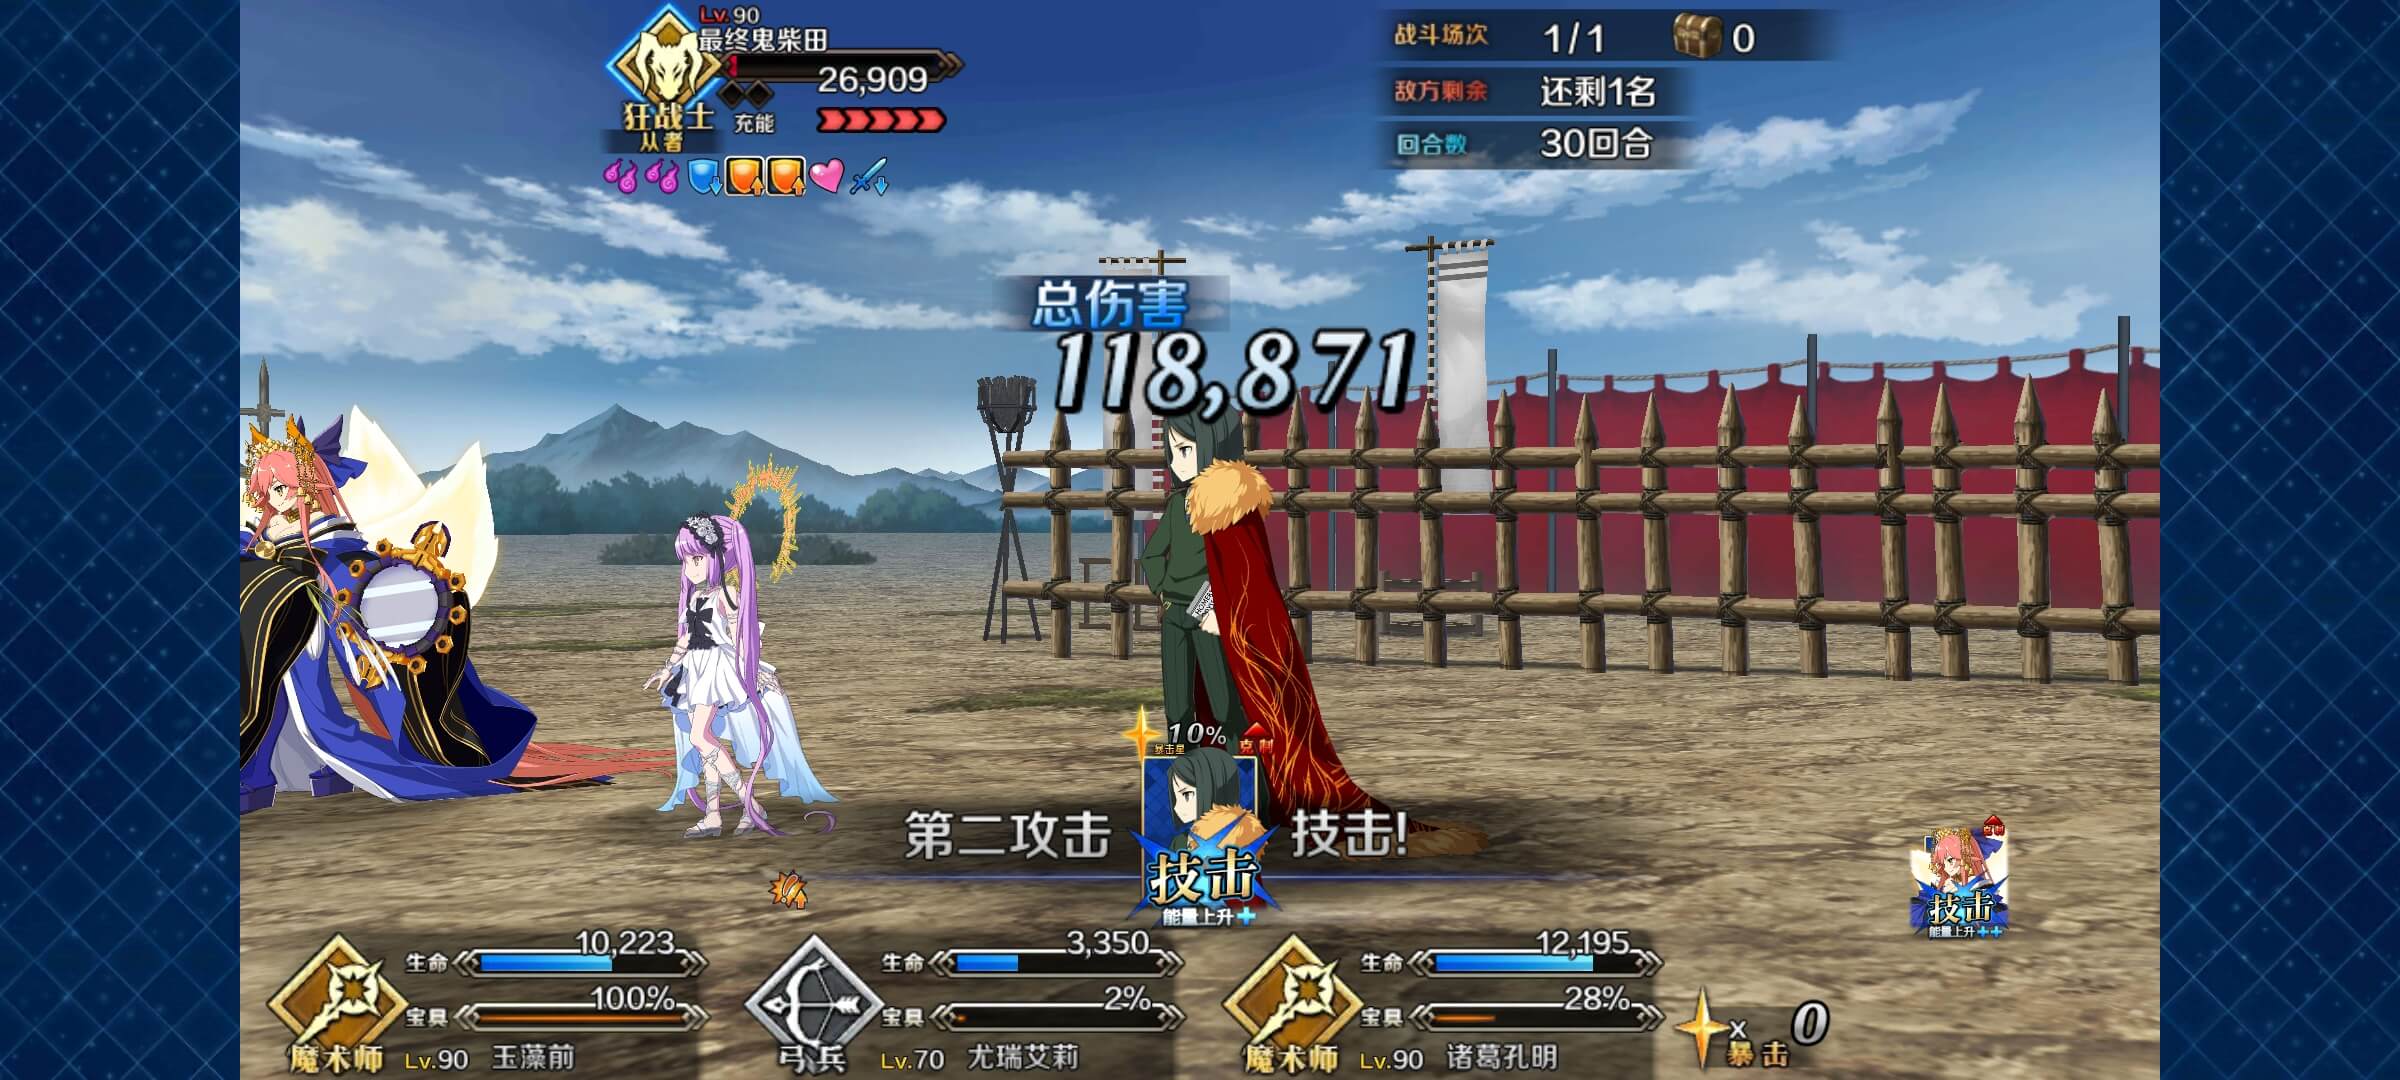 Lv.90
最终鬼柴田
26,909
狂战士
从者
充能
战斗场次 1/1 0
敌方剩余 还剩1名
回合数 30回合
总伤害
118,871
10%
暴击星
克制
第二攻击 技击!
技击
能量上升+
克制
技击
能量上升++
生命 10,223
宝具 100%
魔术师 Lv.90 玉藻前
生命 3,350
宝具 2%
弓兵 Lv.70 尤瑞艾莉
生命 12,195
宝具 28%
魔术师 Lv.90 诸葛孔明
x 0
暴击